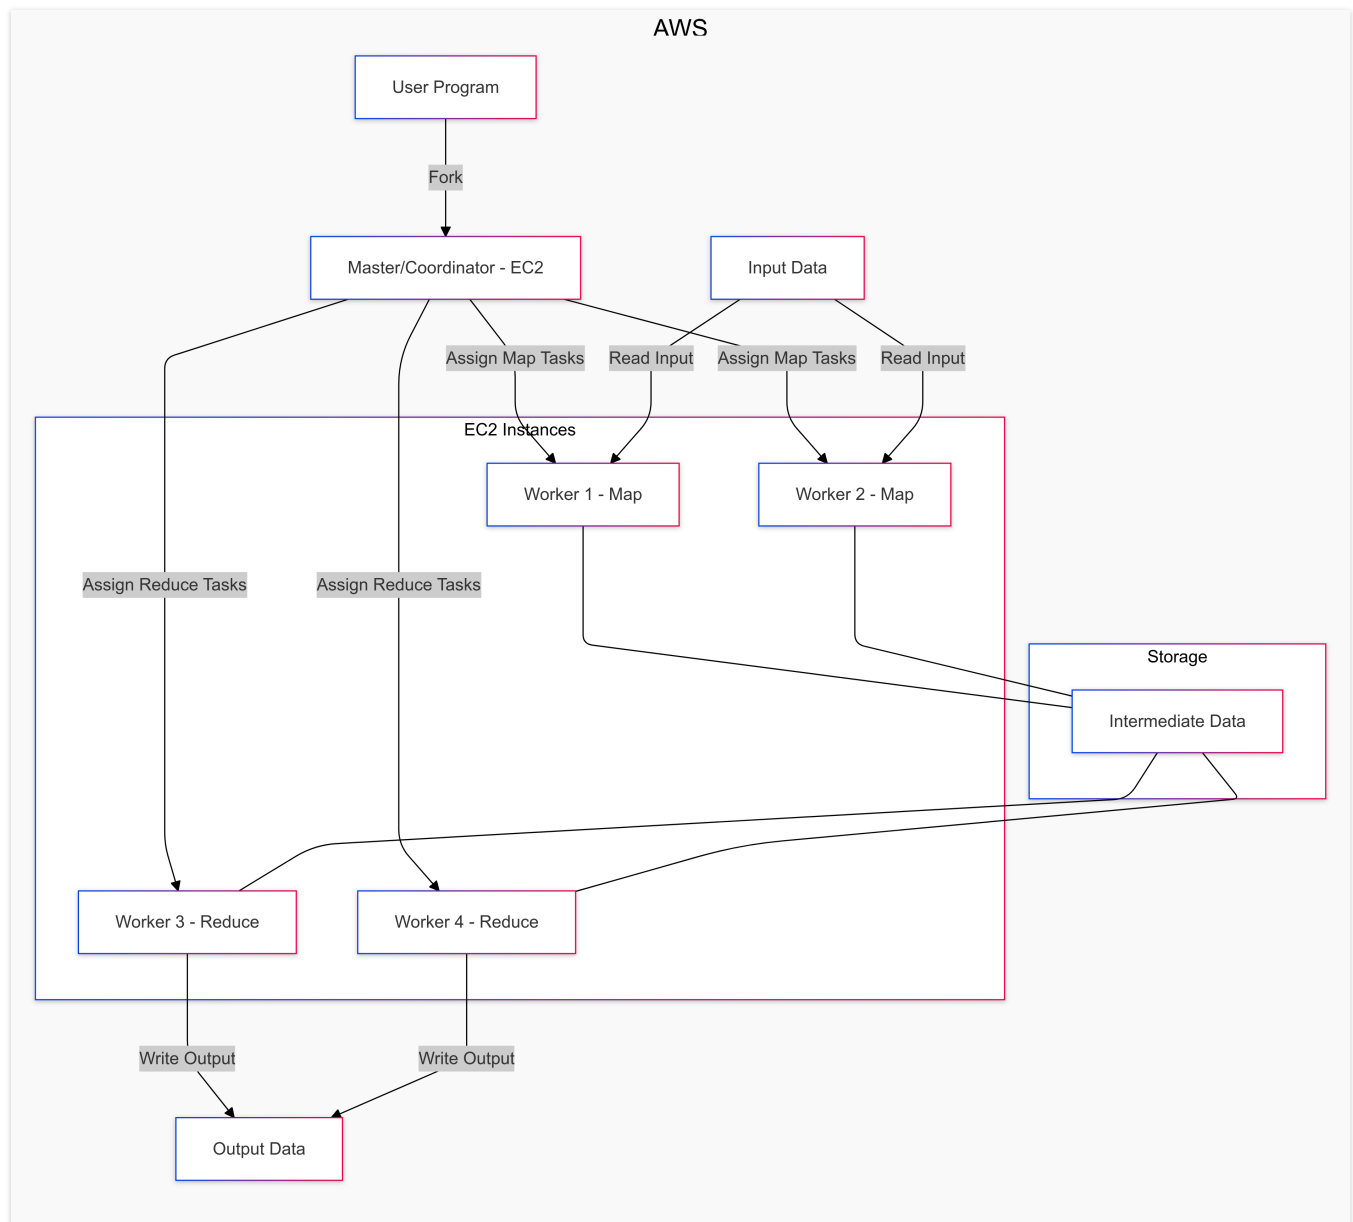 AWS
User Program
Fork
Master/Coordinator - EC2
Input Data
Assign Map Tasks
Read Input
Assign Map Tasks
Read Input
EC2 Instances
Worker 1 - Map
Worker 2 - Map
Assign Reduce Tasks
Assign Reduce Tasks
Storage
Intermediate Data
Worker 3 - Reduce
Worker 4 - Reduce
Write Output
Write Output
Output Data